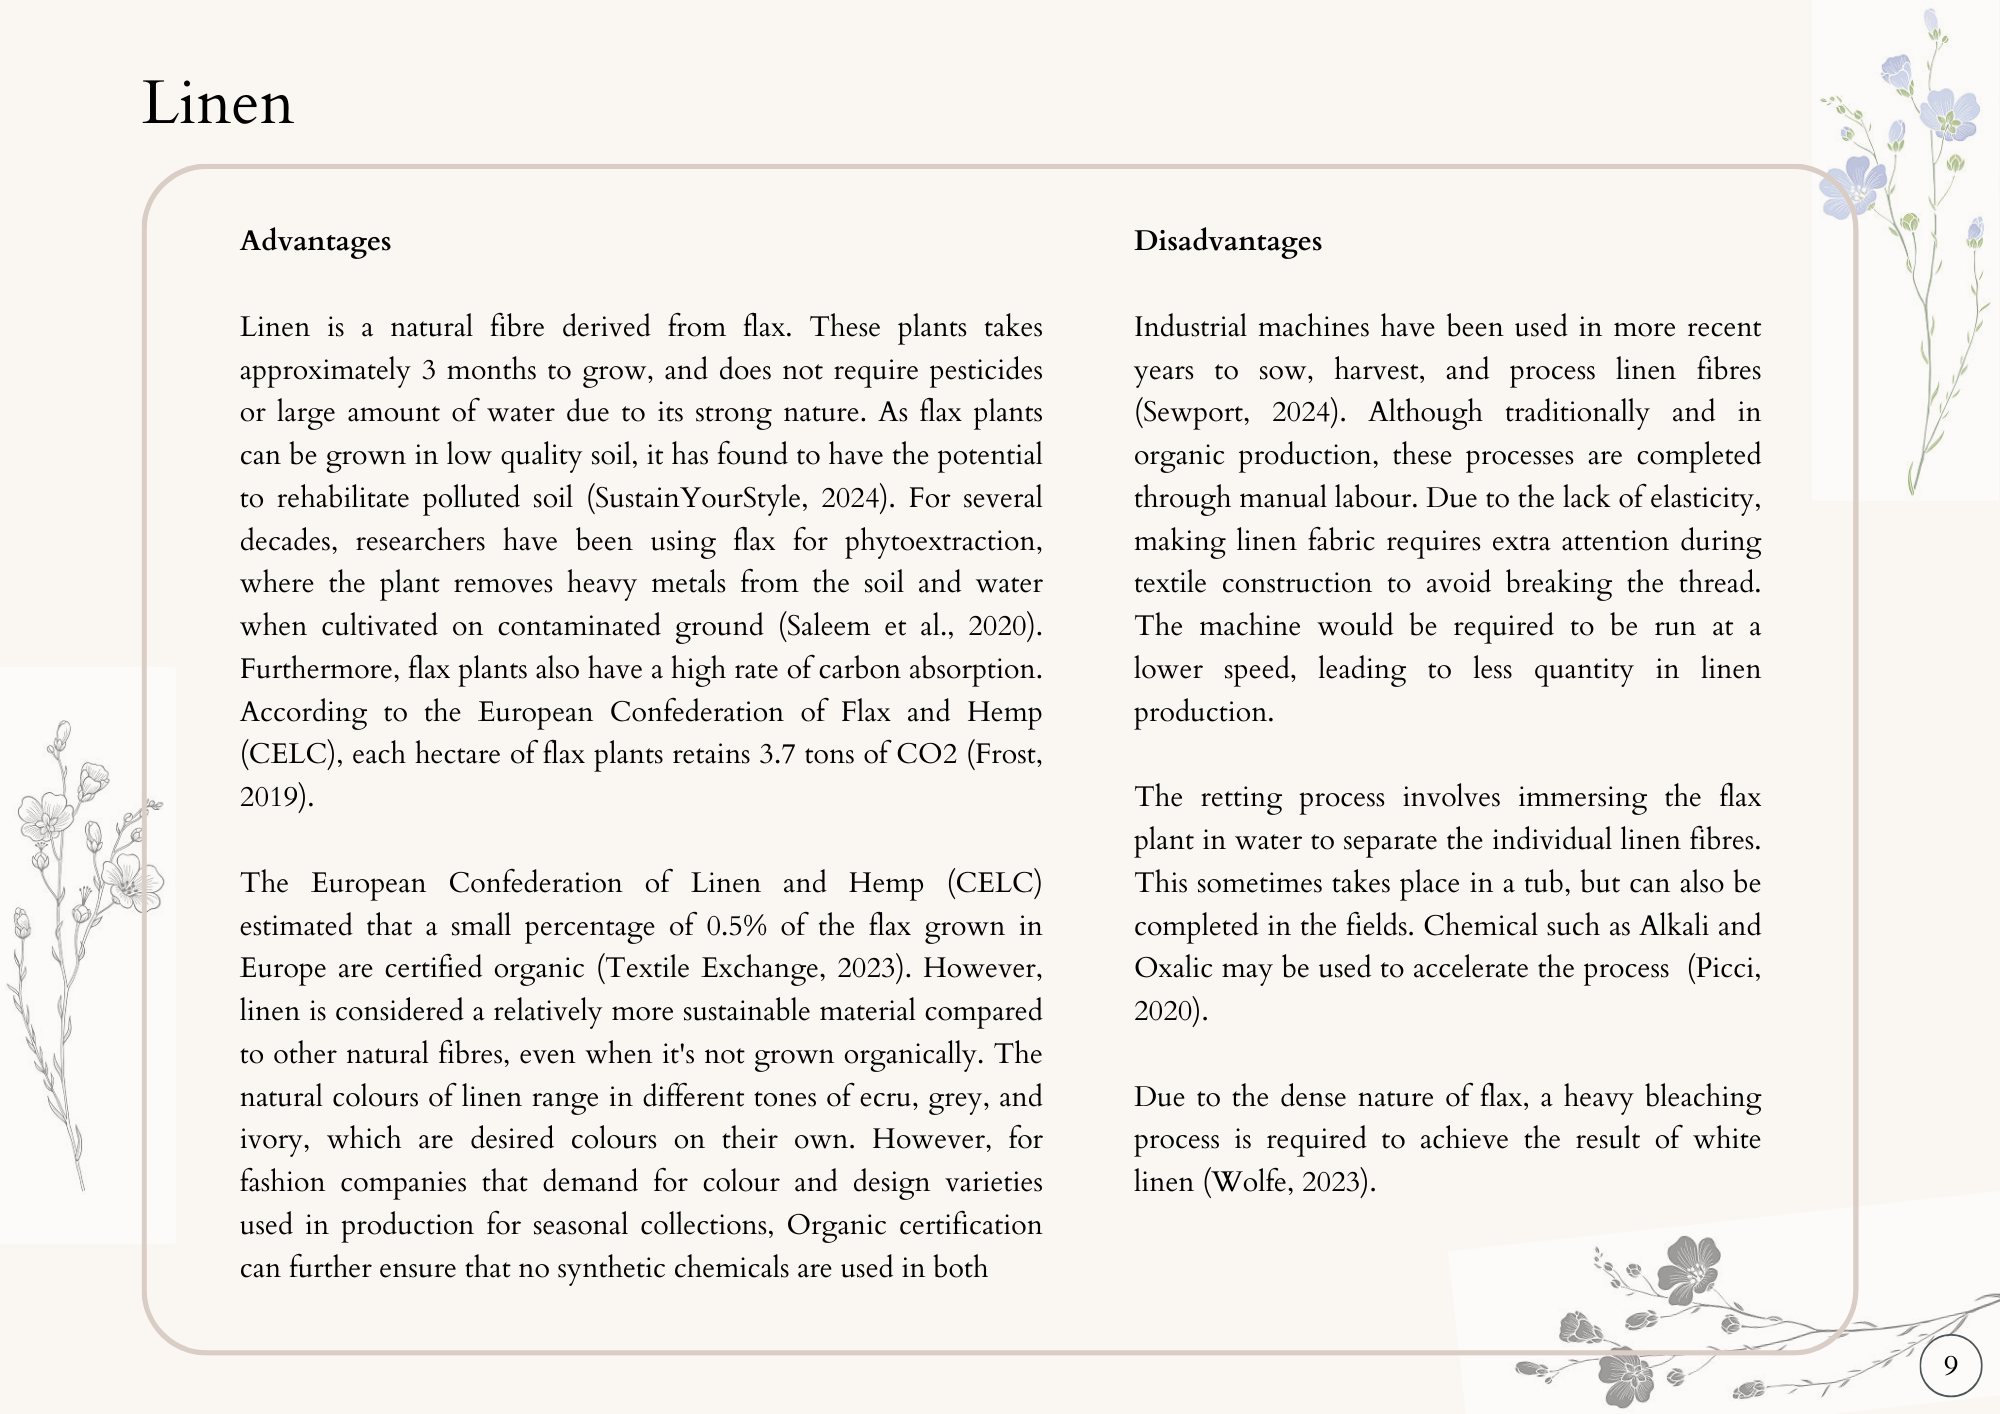 Linen
Advantages
Linen is a natural fibre derived from flax. These plants takes
approximately 3 months to grow, and does not require pesticides
or large amount of water due to its strong nature. As flax plants
can be grown in low quality soil, it has found to have the potential
to rehabilitate polluted soil (SustainYourStyle, 2024). For several
decades, researchers have been using flax for phytoextraction,
where the plant removes heavy metals from the soil and water
when cultivated on contaminated ground (Saleem et al., 2020).
Furthermore, flax plants also have a high rate of carbon absorption.
According to the European Confederation of Flax and Hemp
(CELC), each hectare of flax plants retains 3.7 tons of CO2 (Frost,
2019).
The European Confederation of Linen and Hemp (CELC)
estimated that a small percentage of 0.5% of the flax grown in
Europe are certified organic (Textile Exchange, 2023). However,
linen is considered a relatively more sustainable material compared
to other natural fibres, even when it's not grown organically. The
natural colours of linen range in different tones of ecru, grey, and
ivory, which are desired colours on their own. However, for
fashion companies that demand for colour and design varieties
used in production for seasonal collections, Organic certification
can further ensure that no synthetic chemicals are used in both
Disadvantages
Industrial machines have been used in more recent
years to sow, harvest, and process linen fibres
(Sewport, 2024). Although traditionally and in
organic production, these processes are completed
through manual labour. Due to the lack of elasticity,
making linen fabric requires extra attention during
textile construction to avoid breaking the thread.
The machine would be required to be run at a
lower speed, leading to less quantity in linen
production.
The retting process involves immersing the flax
plant in water to separate the individual linen fibres.
This sometimes takes place in a tub, but can also be
completed in the fields. Chemical such as Alkali and
Oxalic may be used to accelerate the process  (Picci,
2020).
Due to the dense nature of flax, a heavy bleaching
process is required to achieve the result of white
linen (Wolfe, 2023).
9